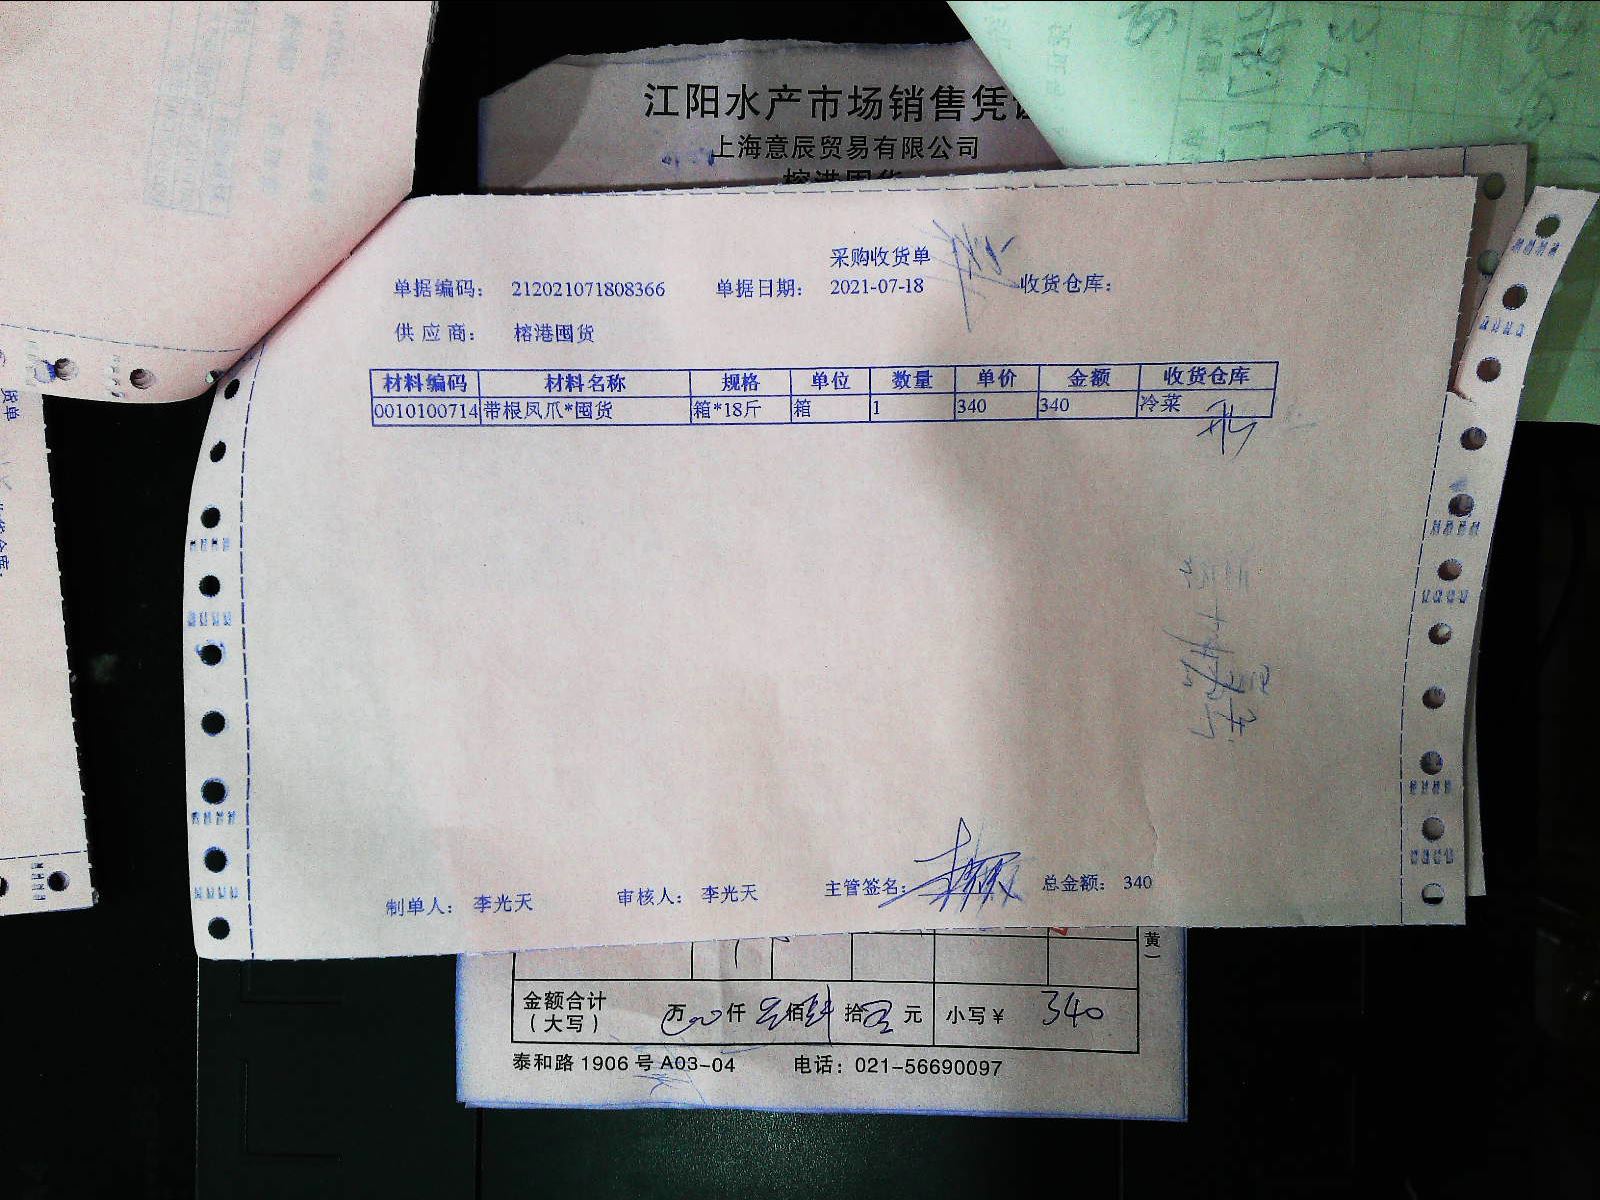 江阳水产市场销售凭
上海意辰贸易有限公司
榕港囤货
采购收货单
单据编码： 212021071808366 单据日期： 2021-07-18 收货仓库：
供应商： 榕港囤货
材料编码 材料名称 规格 单位 数量 单价 金额 收货仓库
0010100714 带根凤爪*囤货 箱*18斤 箱 1 340 340 冷菜
制单人： 李光天 审核人： 李光天 主管签名： 总金额： 340
黄）
金额合计 万 仟 佰 拾 元 小写￥ 340
（大写）
泰和路1906号A03-04 电话：021-56690097